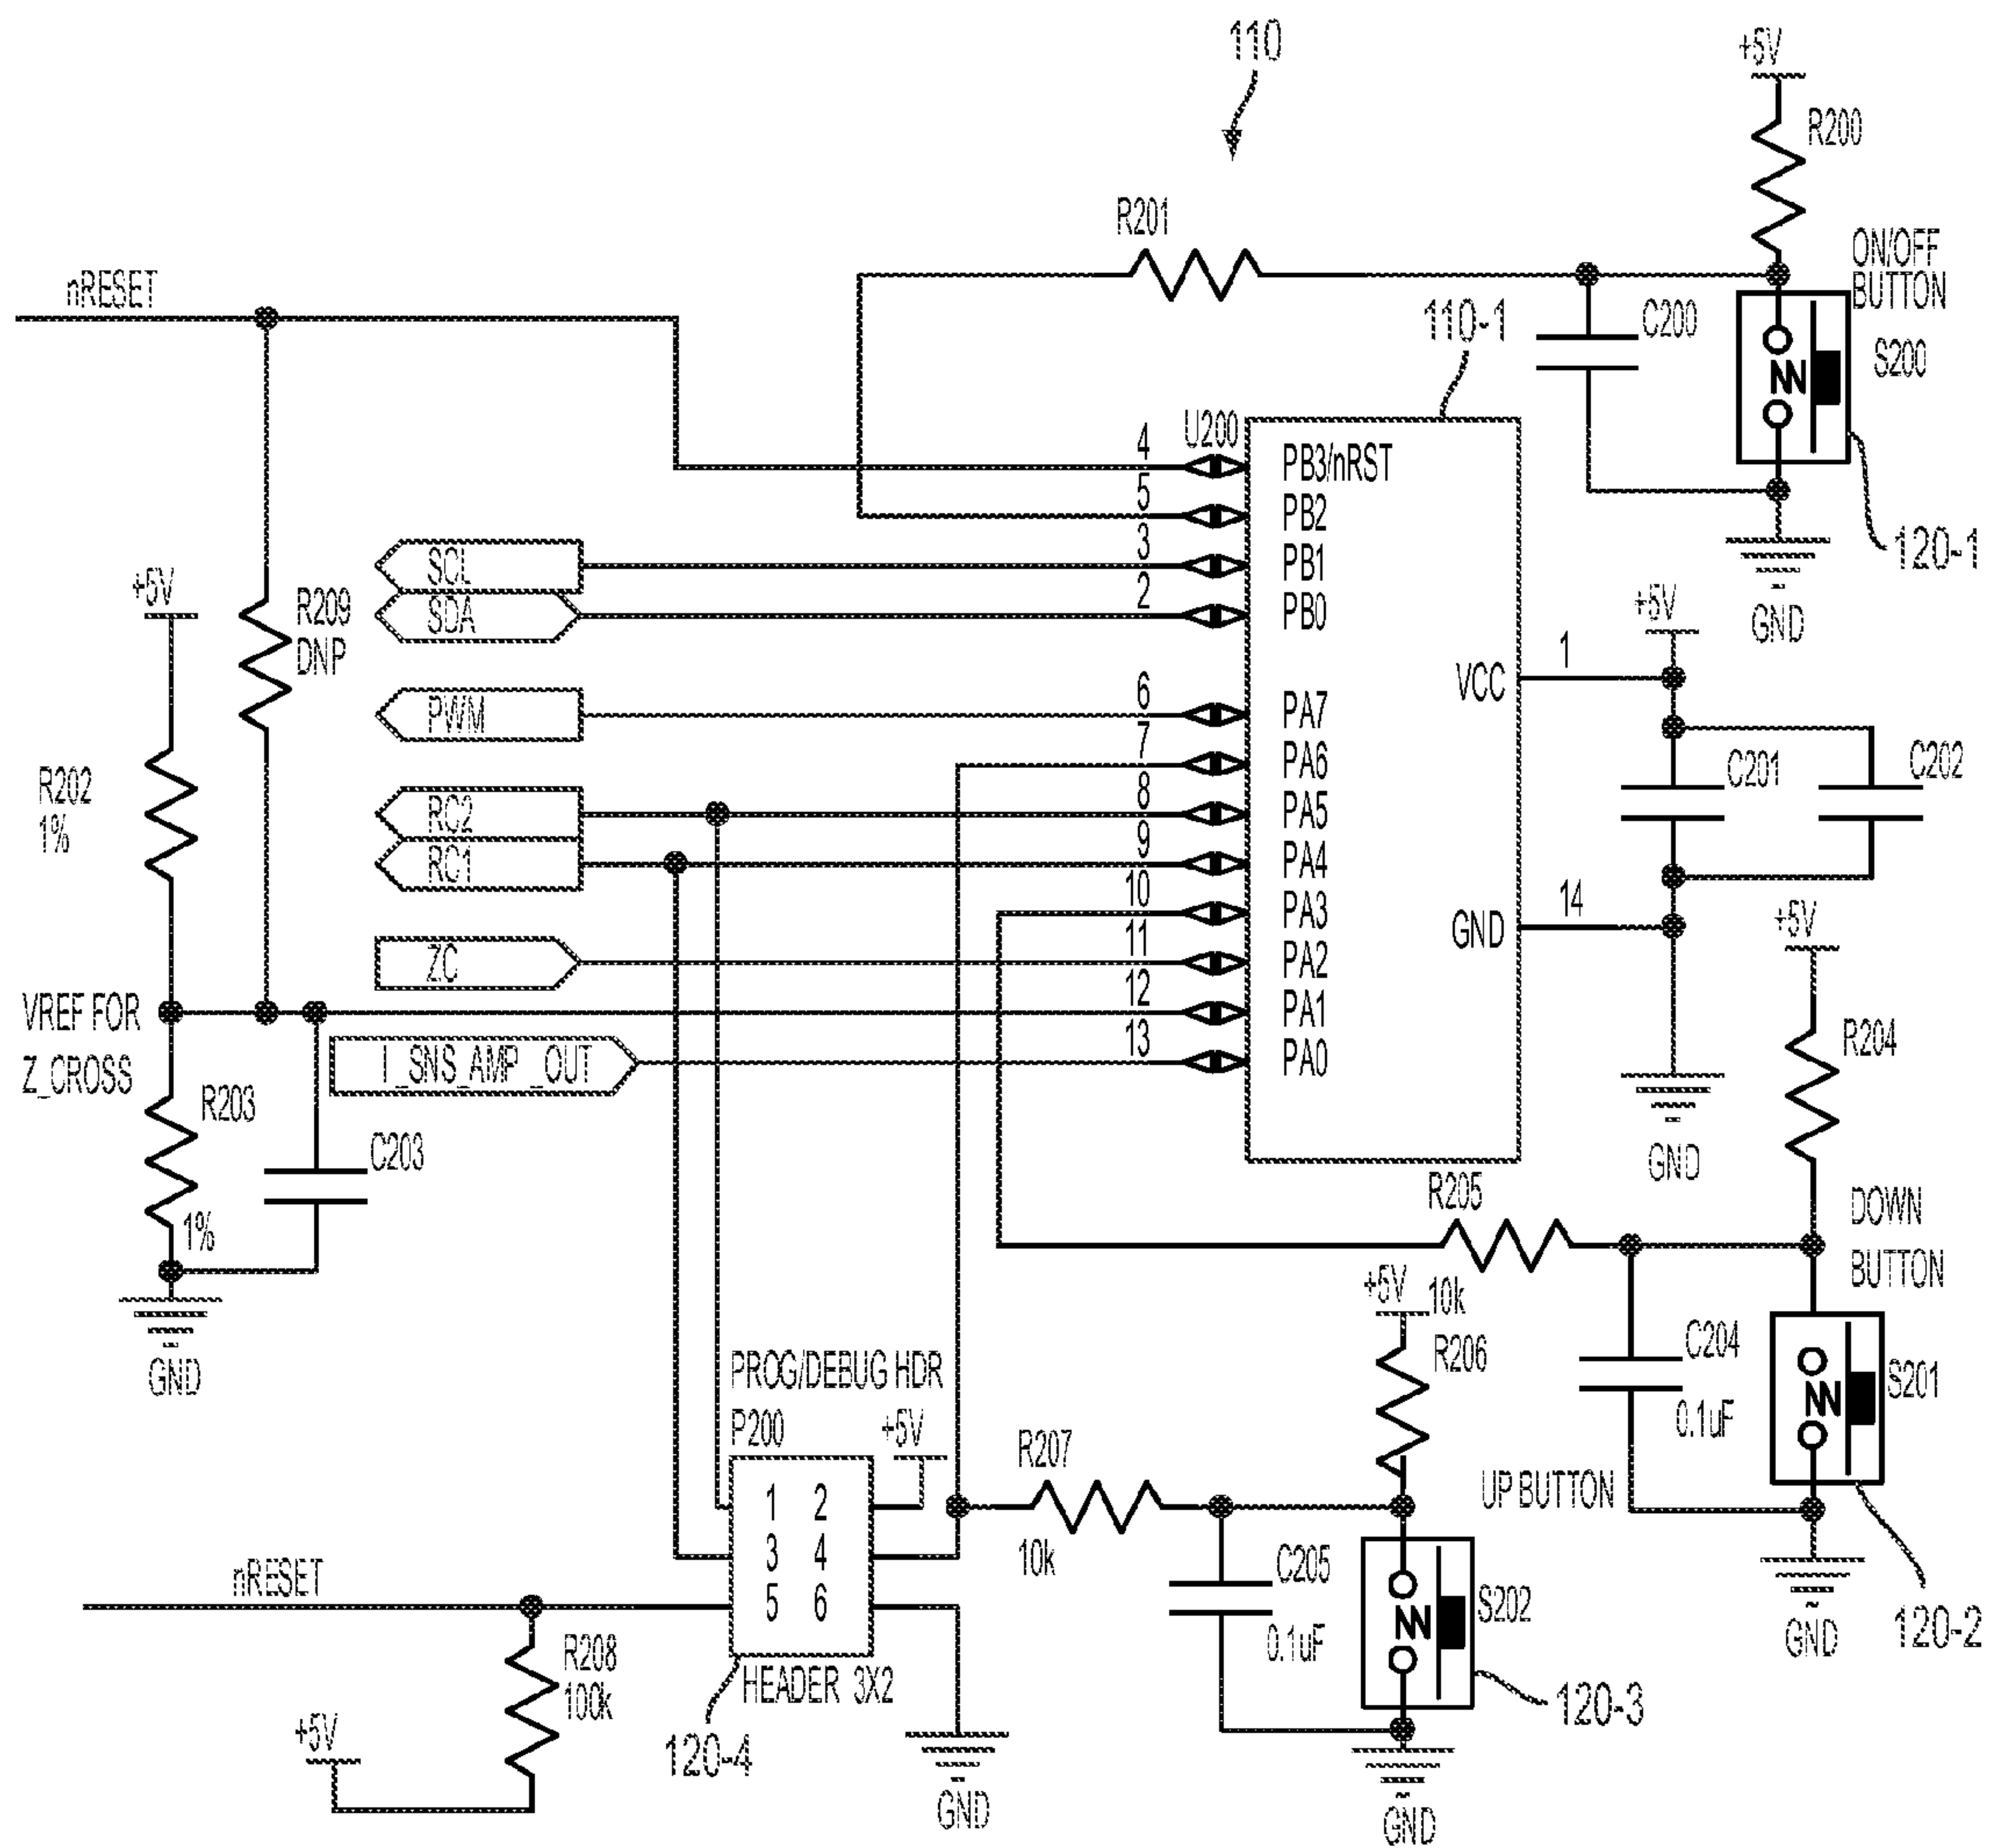 110
+5V
R200
R201
ON/OFF
BUTTON
nRESET
110-1
C200
S200
U200
4
PB3/nRST
5
PB2
3
SCL
PB1
120-1
2
SDA
PB0
+5V
R209
DNP
+5V
GND
1
VCC
6
PWM
PA7
7
PA6
R202
1%
8
RC2
PA5
C201
C202
9
RC1
PA4
10
PA3
14
GND
+5V
11
ZC
PA2
VREF FOR
Z_CROSS
12
PA1
13
I_SNS_AMP_OUT
PA0
R204
R203
1%
C203
GND
R205
10k
DOWN
BUTTON
GND
+5V
R206
C204
0.1uF
S201
PROG/DEBUG HDR
P200
+5V
R207
10k
UP BUTTON
1 2
3 4
5 6
nRESET
C205
0.1uF
S202
GND
120-2
R208
100k
HEADER 3X2
120-3
+5V
120-4
GND
GND